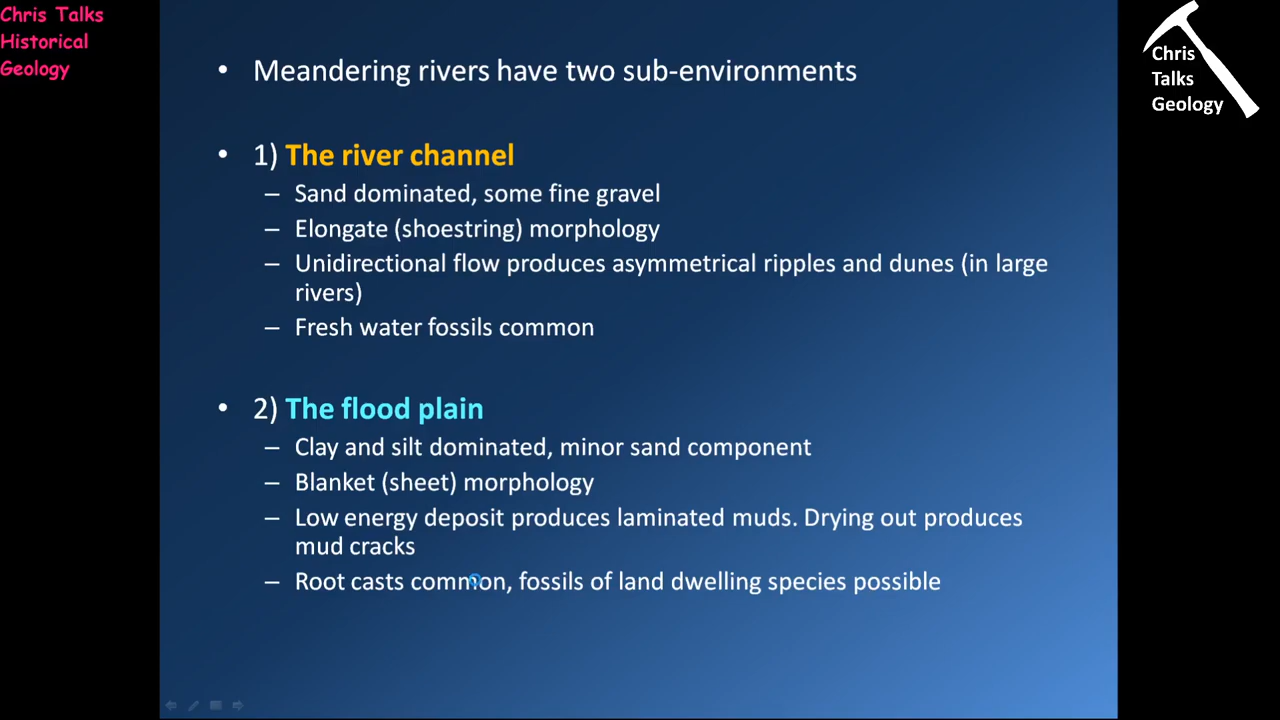 Chris Talks
Historical
Geology
Chris
Talks
Geology
• Meandering rivers have two sub-environments
• 1) The river channel
– Sand dominated, some fine gravel
– Elongate (shoestring) morphology
– Unidirectional flow produces asymmetrical ripples and dunes (in large
rivers)
– Fresh water fossils common
• 2) The flood plain
– Clay and silt dominated, minor sand component
– Blanket (sheet) morphology
– Low energy deposit produces laminated muds. Drying out produces
mud cracks
– Root casts common, fossils of land dwelling species possible